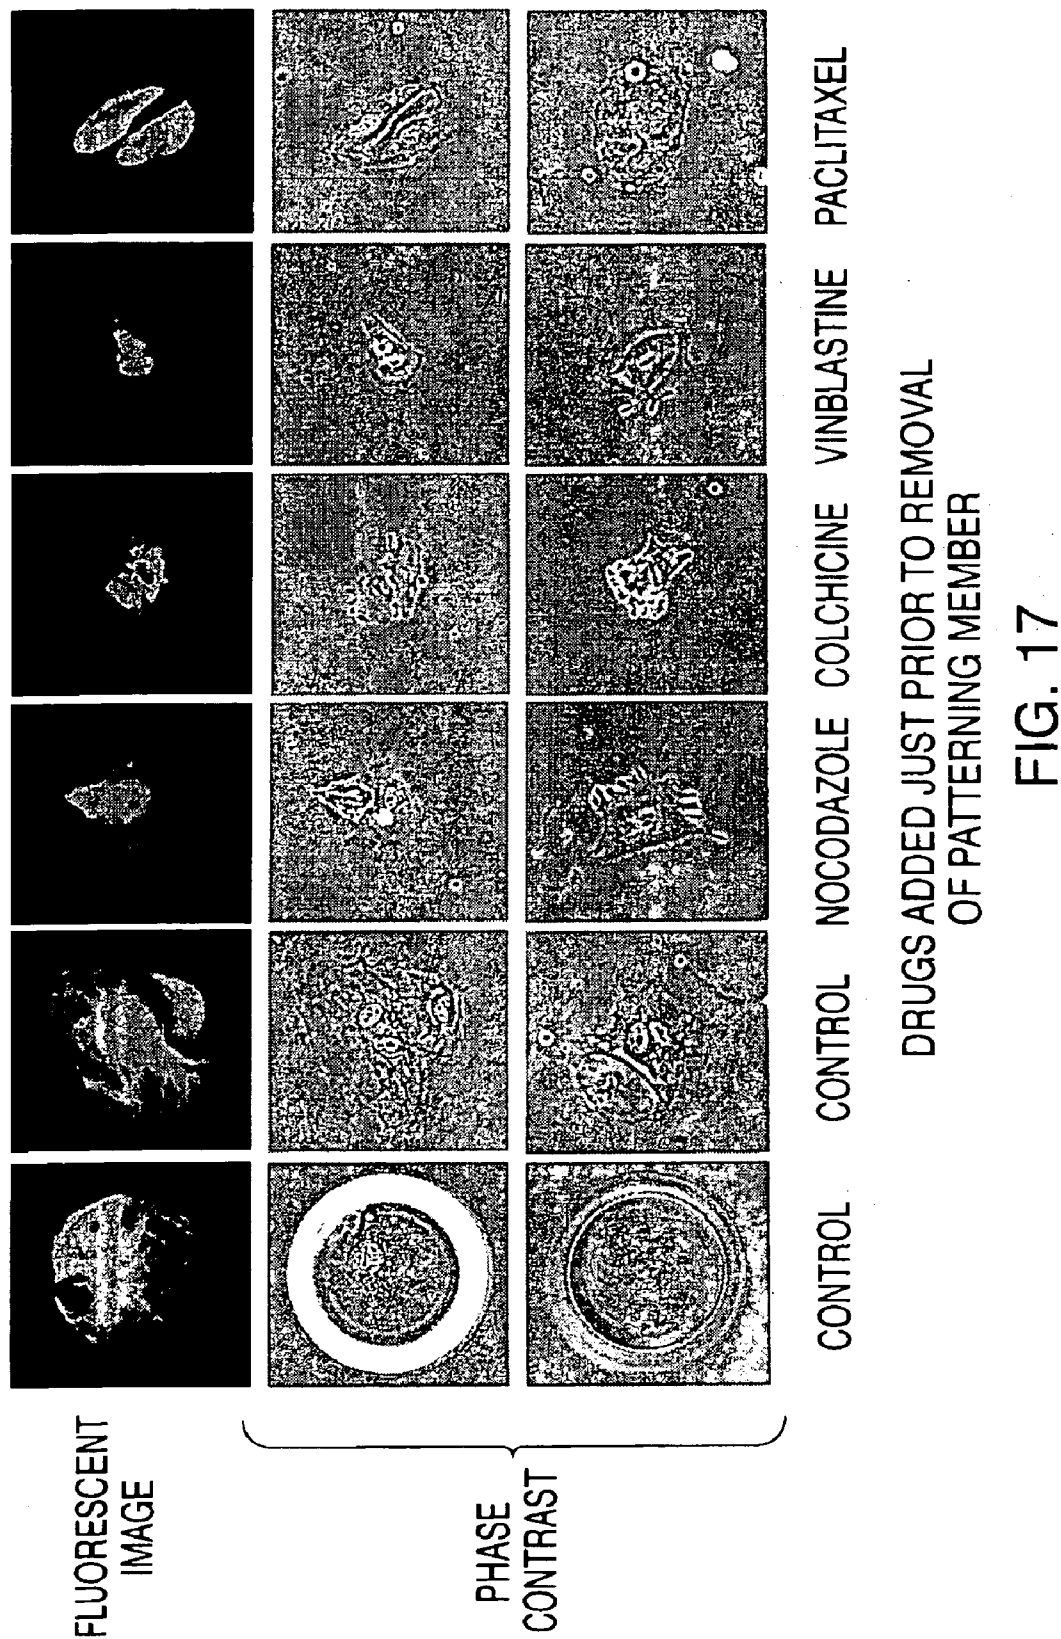 FLUORESCENT
IMAGE
PHASE
CONTRAST
CONTROL CONTROL NOCODAZOLE COLCHICINE VINBLASTINE PACLITAXEL
DRUGS ADDED JUST PRIOR TO REMOVAL
OF PATTERNING MEMBER
FIG. 17